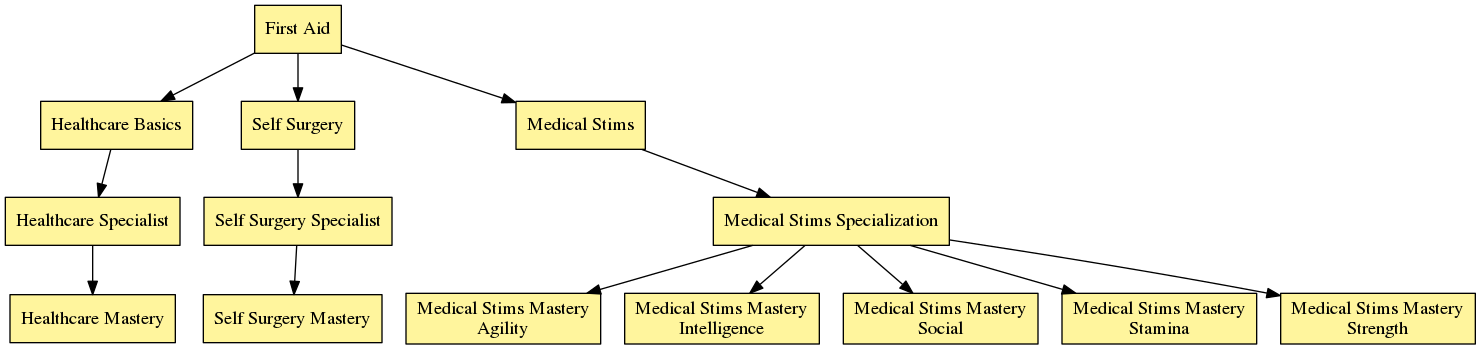 First Aid
Healthcare Basics
Self Surgery
Medical Stims
Healthcare Specialist
Self Surgery Specialist
Medical Stims Specialization
Healthcare Mastery
Self Surgery Mastery
Medical Stims Mastery
Agility
Medical Stims Mastery
Intelligence
Medical Stims Mastery
Social
Medical Stims Mastery
Stamina
Medical Stims Mastery
Strength